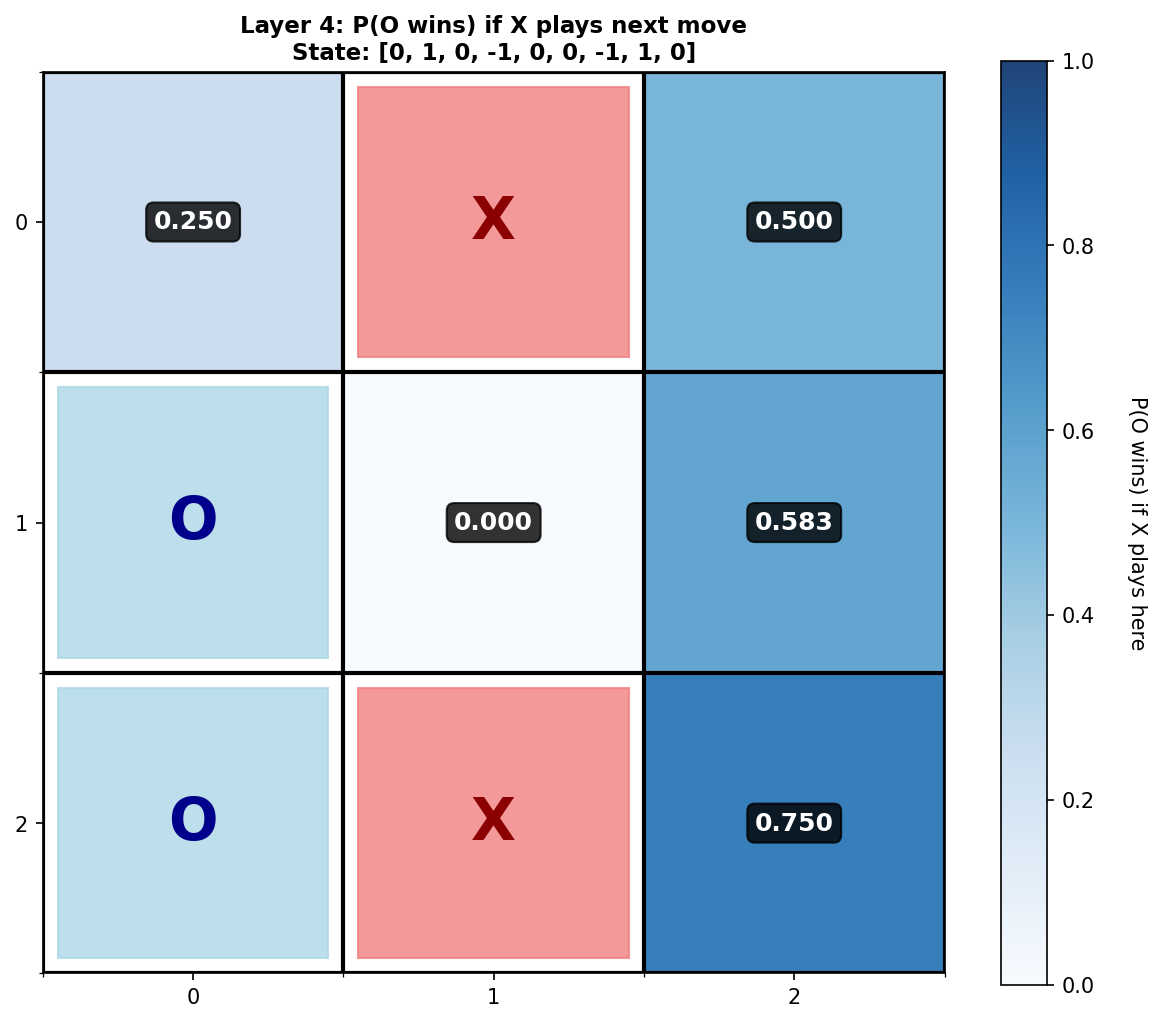 Layer 4: P(O wins) if X plays next move
State: [0, 1, 0, -1, 0, 0, -1, 1, 0]
1.0
0.8
0.6
0.4
0.2
0.0
P(O wins) if X plays here
0
0.250
X
0.500
1
O
0.000
0.583
2
O
X
0.750
0
1
2